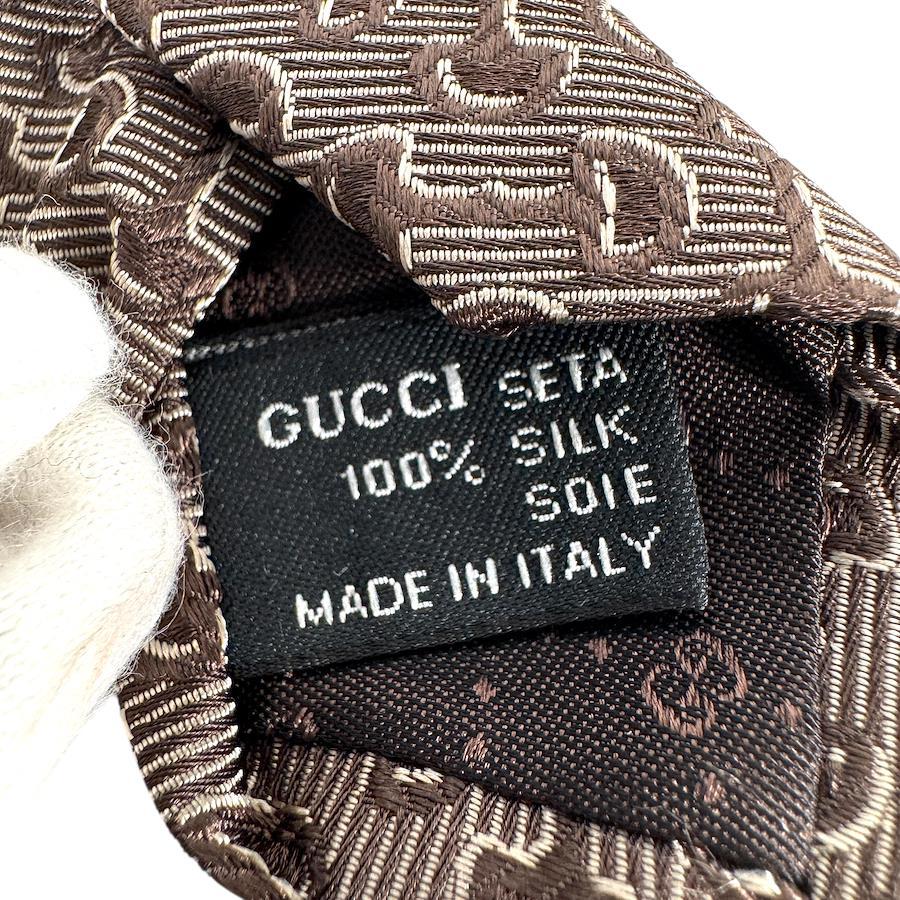 GUCCI SETA
100% SILK
SOIE
MADE IN ITALY